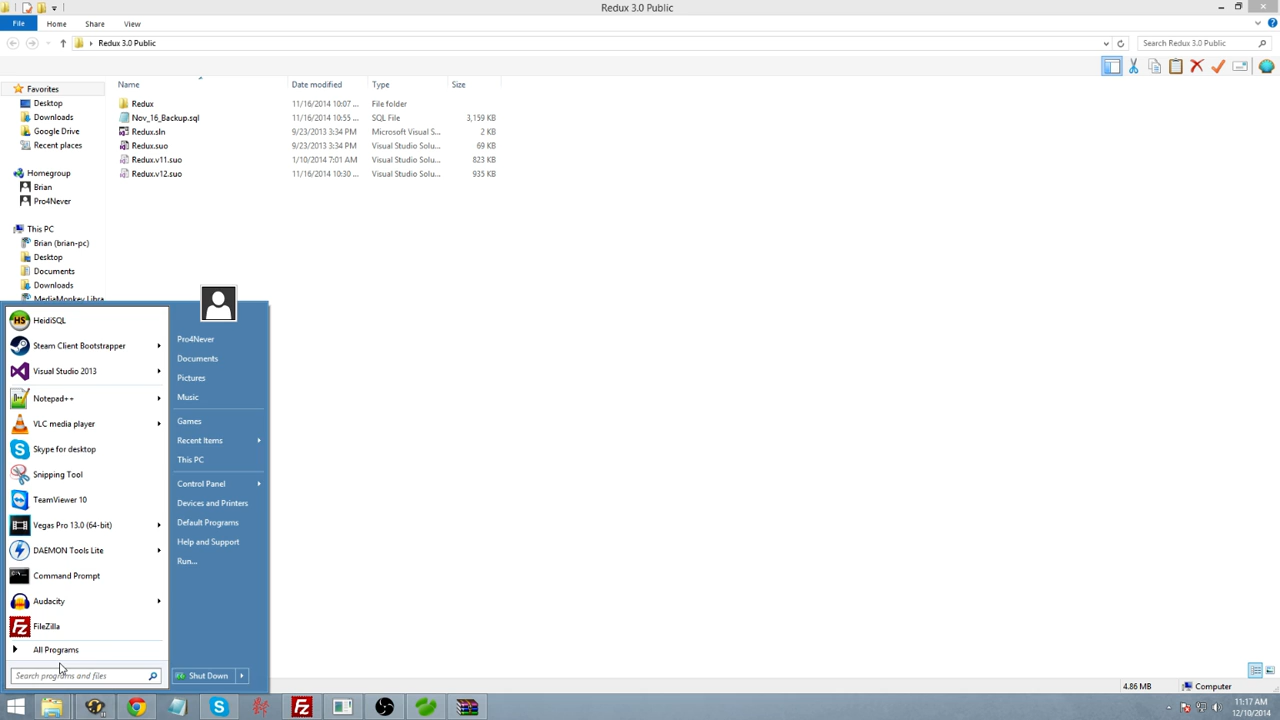 Redux 3.0 Public
File Home Share View
Redux 3.0 Public Search Redux 3.0 Public
Name Date modified Type Size
Redux 11/16/2014 10:07 ... File folder
Nov_16_Backup.sql 11/16/2014 10:55 ... SQL File 3,159 KB
Redux.sln 9/23/2013 3:34 PM Microsoft Visual S... 2 KB
Redux.suo 9/23/2013 3:34 PM Visual Studio Solu... 69 KB
Redux.v11.suo 1/10/2014 7:01 AM Visual Studio Solu... 823 KB
Redux.v12.suo 11/16/2014 10:30 ... Visual Studio Solu... 935 KB
Favorites
Desktop
Downloads
Google Drive
Recent places
Homegroup
Brian
Pro4Never
This PC
Brian (brian-pc)
Desktop
Documents
Downloads
MediaMonkey Libra
HeidiSQL
Steam Client Bootstrapper
Visual Studio 2013
Notepad++
VLC media player
Skype for desktop
Snipping Tool
TeamViewer 10
Vegas Pro 13.0 (64-bit)
DAEMON Tools Lite
Command Prompt
Audacity
FileZilla
All Programs
Search programs and files
Pro4Never
Documents
Pictures
Music
Games
Recent Items
This PC
Control Panel
Devices and Printers
Default Programs
Help and Support
Run...
Shut Down
4.86 MB Computer
11:17 AM
12/10/2014